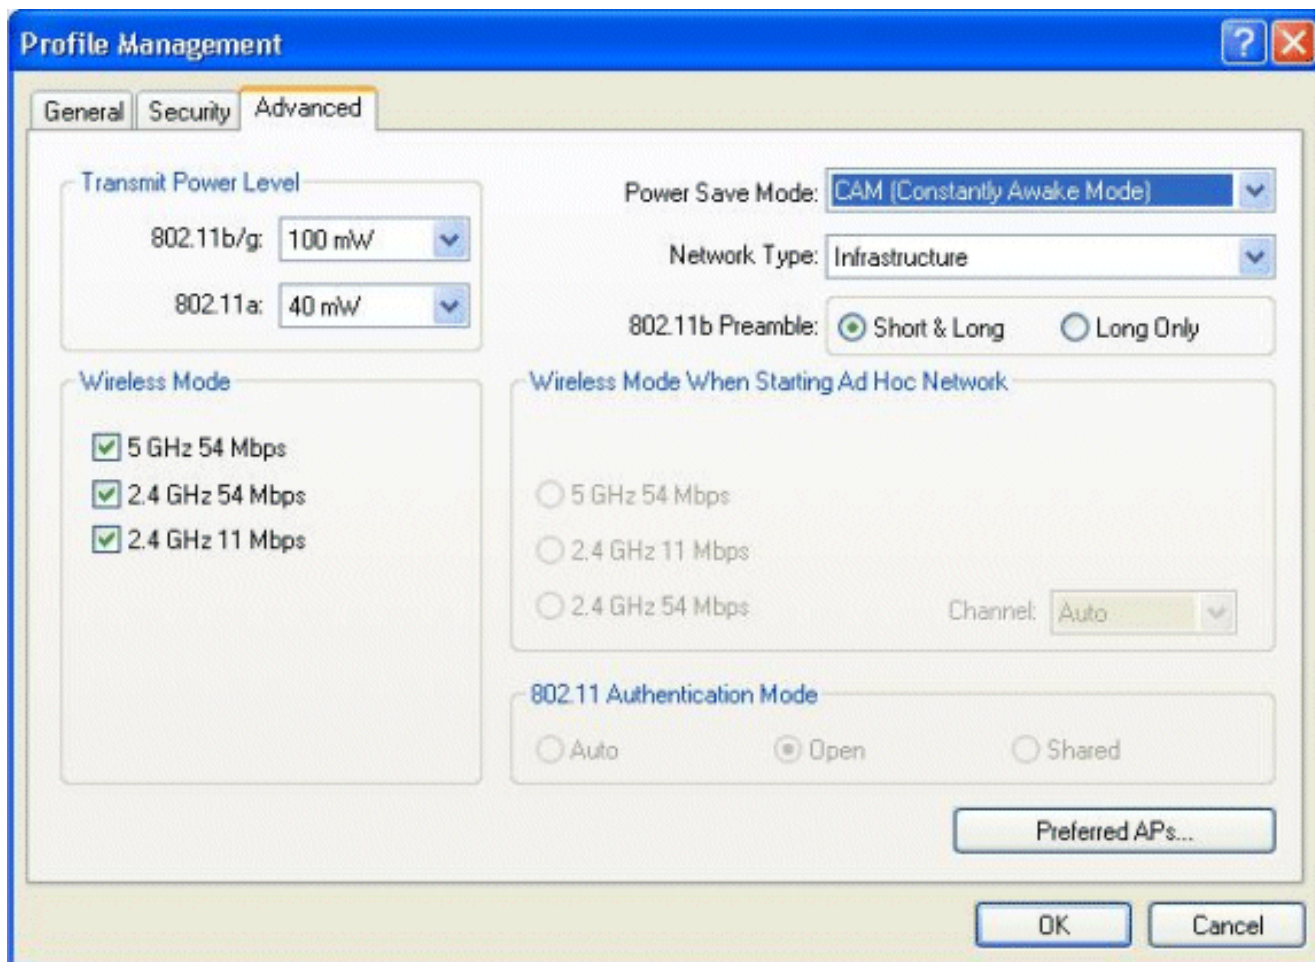 Profile Management
General Security Advanced
Transmit Power Level
802.11b/g: 100 mW
802.11a: 40 mW
Power Save Mode: CAM (Constantly Awake Mode)
Network Type: Infrastructure
802.11b Preamble: Short & Long Long Only
Wireless Mode
5 GHz 54 Mbps
2.4 GHz 54 Mbps
2.4 GHz 11 Mbps
Wireless Mode When Starting Ad Hoc Network
5 GHz 54 Mbps
2.4 GHz 11 Mbps
2.4 GHz 54 Mbps Channel: Auto
802.11 Authentication Mode
Auto Open Shared
Preferred APs...
OK Cancel